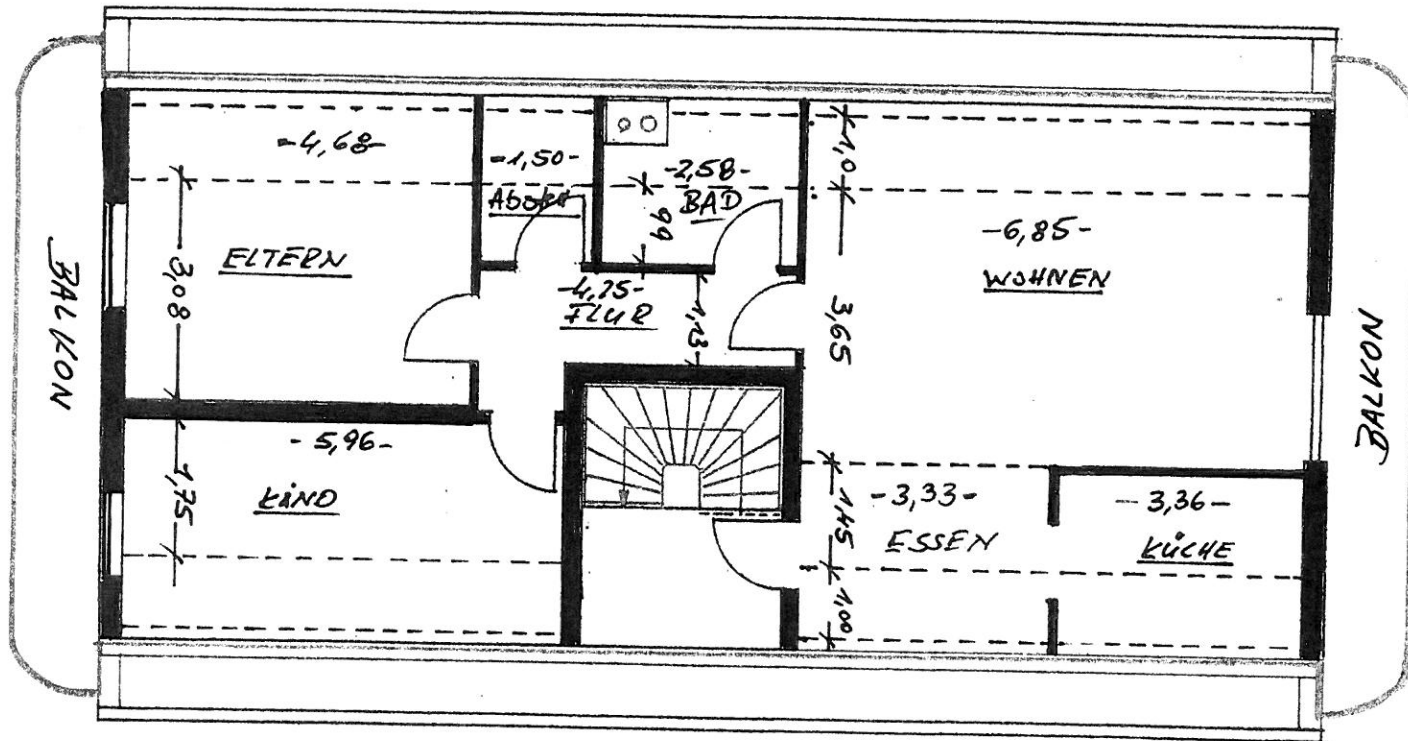 -4,68-
-1,50-
-2,58-
BAD
99
1,0
-6,85-
WOHNEN
ELTERN
3,08
BALKON
-4,25-
FLUR
1,13
3,65
BALKON
-5,96-
KIND
1,75
-3,33-
ESSEN
1,45
-3,36-
KÜCHE
1,00